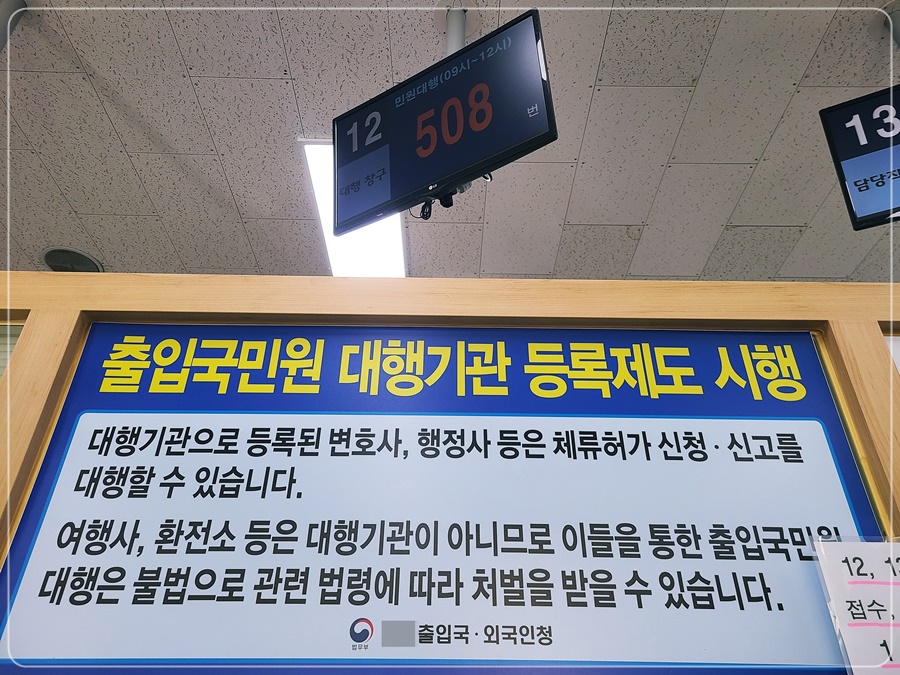 민원대행(09시~12시)
12
508
번
대행 창구
LG
13
담당
출입국민원 대행기관 등록제도 시행
대행기관으로 등록된 변호사, 행정사 등은 체류허가 신청·신고를
대행할 수 있습니다.
여행사, 환전소 등은 대행기관이 아니므로 이들을 통한 출입국민원
대행은 불법으로 관련 법령에 따라 처벌을 받을 수 있습니다.
법무부
출입국·외국인청
12, 13
접수,
1